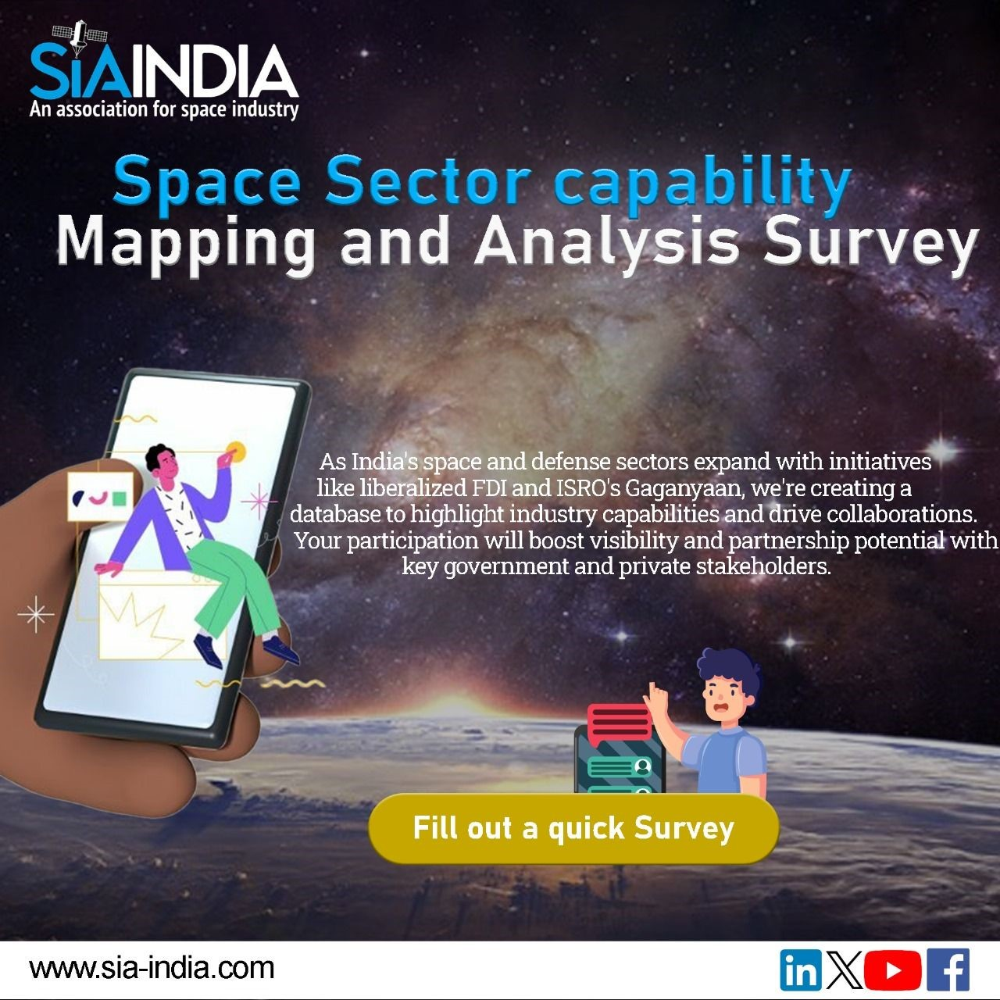 SiAINDIA
An association for space industry
Space Sector capability
Mapping and Analysis Survey
As India's space and defense sectors expand with initiatives
like liberalized FDI and ISRO's Gaganyaan, we're creating a
database to highlight industry capabilities and drive collaborations.
Your participation will boost visibility and partnership potential with
key government and private stakeholders.
Fill out a quick Survey
www.sia-india.com
in X f